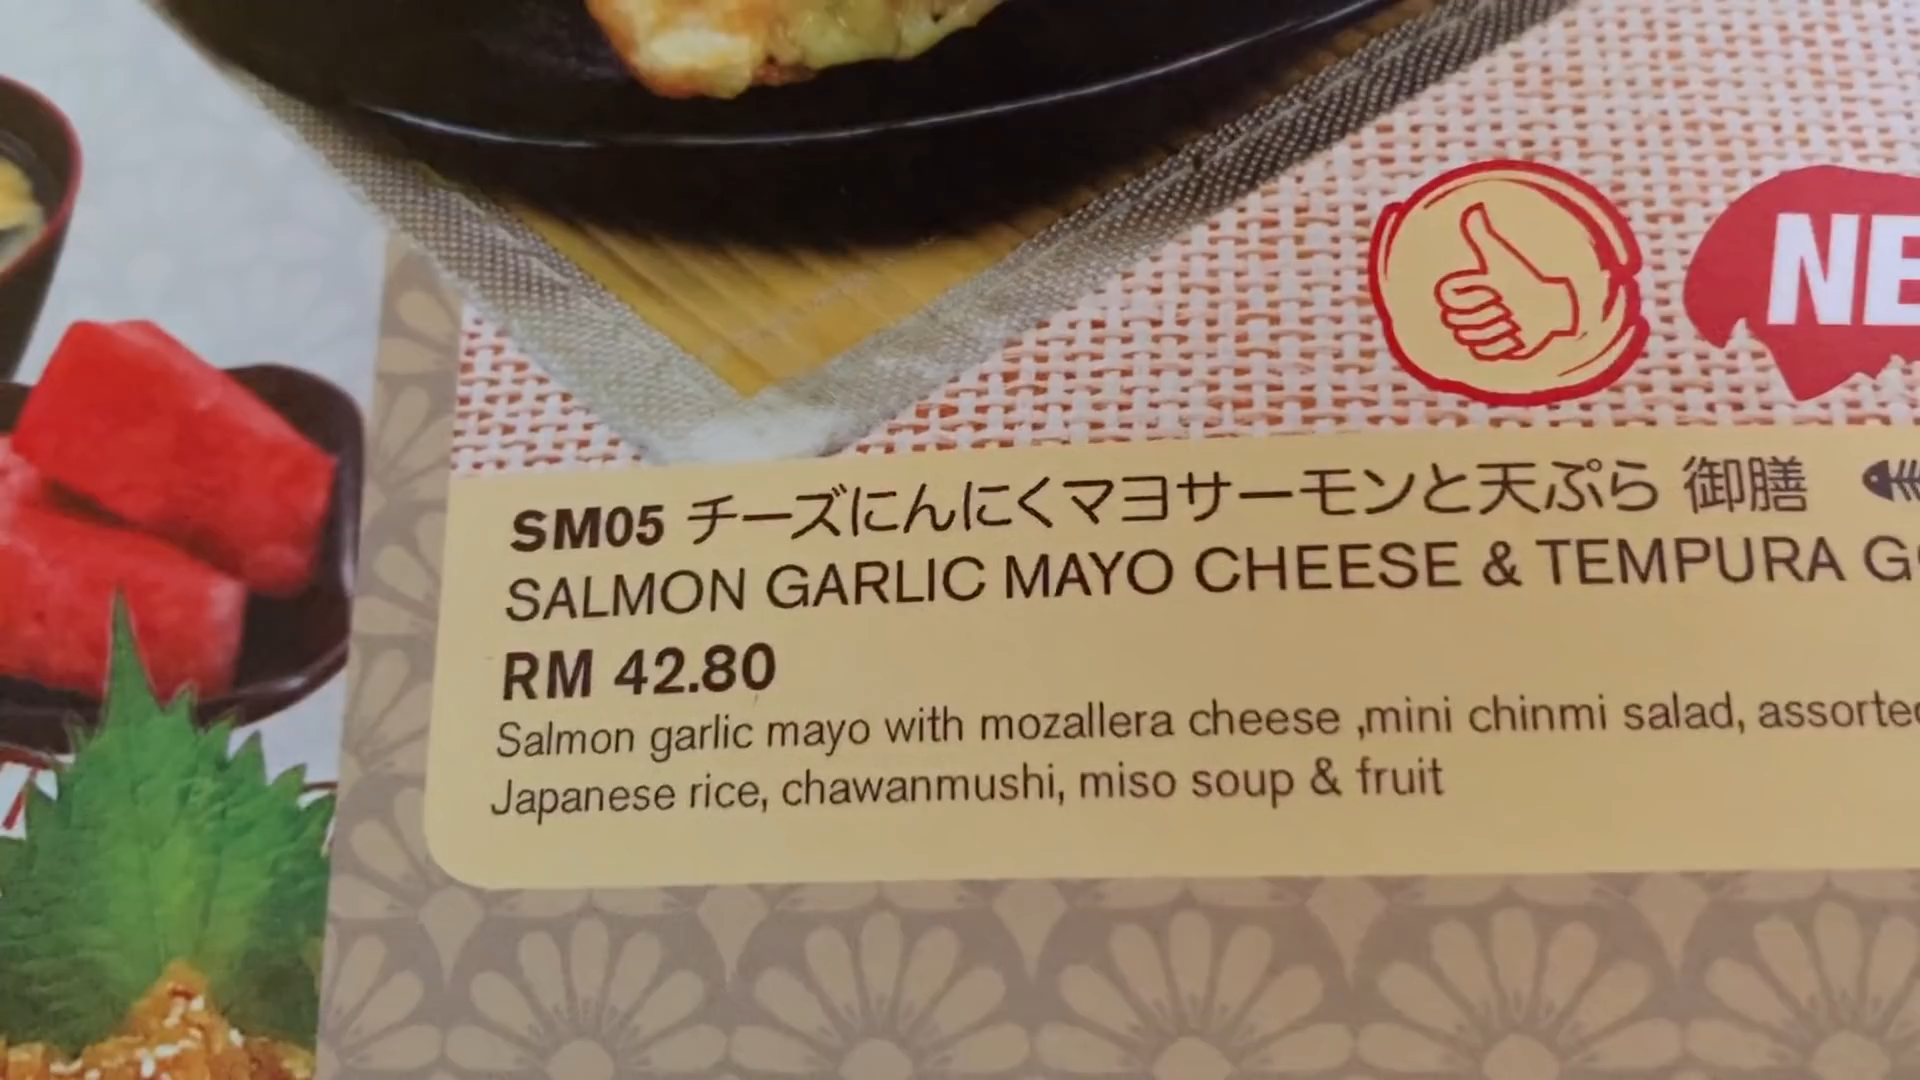 NE
SM05 チーズにんにくマヨサーモンと天ぷら 御膳
SALMON GARLIC MAYO CHEESE & TEMPURA
RM 42.80
Salmon garlic mayo with mozallera cheese ,mini chinmi salad, assorted
Japanese rice, chawanmushi, miso soup & fruit